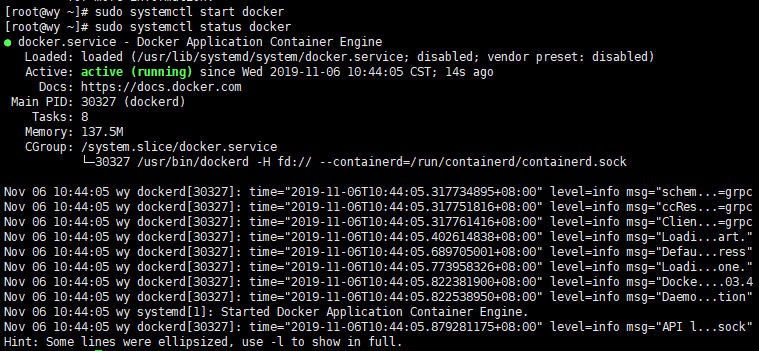 [root@wy ~]# sudo systemctl start docker
[root@wy ~]# sudo systemctl status docker
● docker.service - Docker Application Container Engine
   Loaded: loaded (/usr/lib/systemd/system/docker.service; disabled; vendor preset: disabled)
   Active: active (running) since Wed 2019-11-06 10:44:05 CST; 14s ago
     Docs: https://docs.docker.com
 Main PID: 30327 (dockerd)
    Tasks: 8
   Memory: 137.5M
   CGroup: /system.slice/docker.service
           └─30327 /usr/bin/dockerd -H fd:// --containerd=/run/containerd/containerd.sock
Nov 06 10:44:05 wy dockerd[30327]: time="2019-11-06T10:44:05.317734895+08:00" level=info msg="schem...=grpc
Nov 06 10:44:05 wy dockerd[30327]: time="2019-11-06T10:44:05.317751816+08:00" level=info msg="ccRes...=grpc
Nov 06 10:44:05 wy dockerd[30327]: time="2019-11-06T10:44:05.317761416+08:00" level=info msg="Clien...=grpc
Nov 06 10:44:05 wy dockerd[30327]: time="2019-11-06T10:44:05.402614838+08:00" level=info msg="Loadi...art."
Nov 06 10:44:05 wy dockerd[30327]: time="2019-11-06T10:44:05.689705001+08:00" level=info msg="Defau...ress"
Nov 06 10:44:05 wy dockerd[30327]: time="2019-11-06T10:44:05.773958326+08:00" level=info msg="Loadi...one."
Nov 06 10:44:05 wy dockerd[30327]: time="2019-11-06T10:44:05.822381900+08:00" level=info msg="Docke....03.4
Nov 06 10:44:05 wy dockerd[30327]: time="2019-11-06T10:44:05.822538950+08:00" level=info msg="Daemo...tion"
Nov 06 10:44:05 wy systemd[1]: Started Docker Application Container Engine.
Nov 06 10:44:05 wy dockerd[30327]: time="2019-11-06T10:44:05.879281175+08:00" level=info msg="API l...sock"
Hint: Some lines were ellipsized, use -l to show in full.